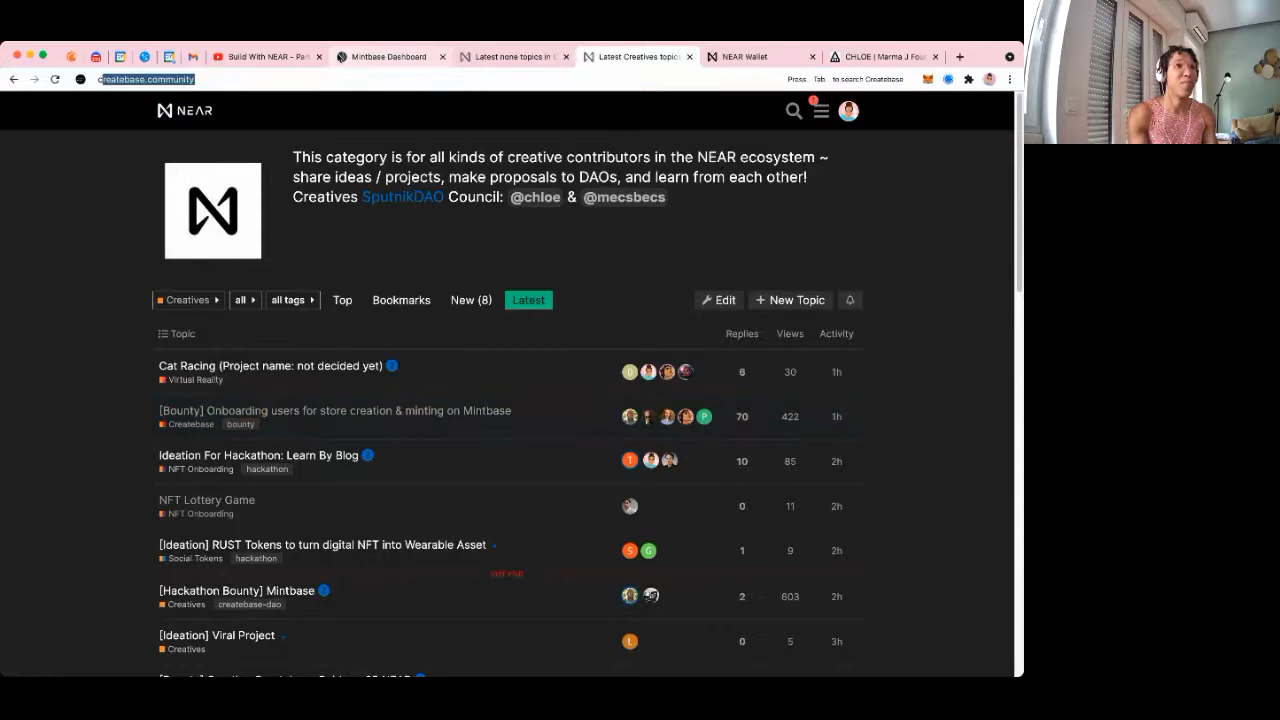 Build With NEAR - Par
Mintbase Dashboard
Latest none topics in
Latest Creatives topics
NEAR Wallet
CHLOE | Marma J Foun
createbase.community
Press Tab to search Createbase
NEAR
This category is for all kinds of creative contributors in the NEAR ecosystem ~
share ideas / projects, make proposals to DAOs, and learn from each other!
Creatives SputnikDAO Council: @chloe & @mecsbecs
Creatives all all tags Top Bookmarks New (8) Latest Edit + New Topic
Topic Replies Views Activity
Cat Racing (Project name: not decided yet) 6 30 1h
Virtual Reality
[Bounty] Onboarding users for store creation & minting on Mintbase 70 422 1h
Createbase bounty
Ideation For Hackathon: Learn By Blog 10 85 2h
NFT Onboarding hackathon
NFT Lottery Game 0 11 2h
NFT Onboarding
[Ideation] RUST Tokens to turn digital NFT into Wearable Asset 1 9 2h
Social Tokens hackathon
last visit
[Hackathon Bounty] Mintbase 2 603 2h
Creatives createbase-dao
[Ideation] Viral Project 0 5 3h
Creatives